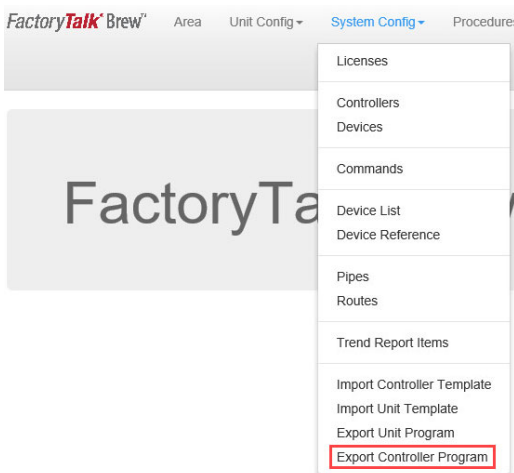 FactoryTalk Brew™ Area Unit Config System Config Procedures
Licenses
Controllers
Devices
Commands
FactoryTa
Device List
Device Reference
Pipes
Routes
Trend Report Items
Import Controller Template
Import Unit Template
Export Unit Program
Export Controller Program